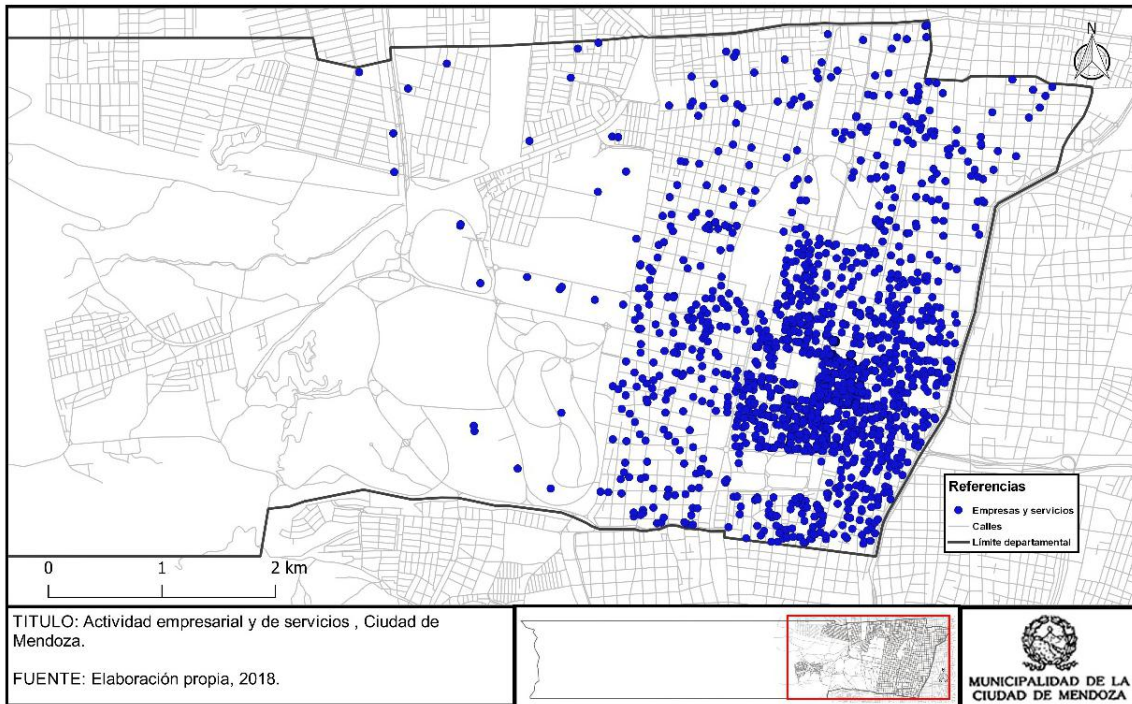 N
Referencias
Empresas y servicios
Calles
Límite departamental
0 1 2 km
TITULO: Actividad empresarial y de servicios , Ciudad de
Mendoza.
FUENTE: Elaboración propia, 2018.
MUNICIPALIDAD DE LA
CIUDAD DE MENDOZA